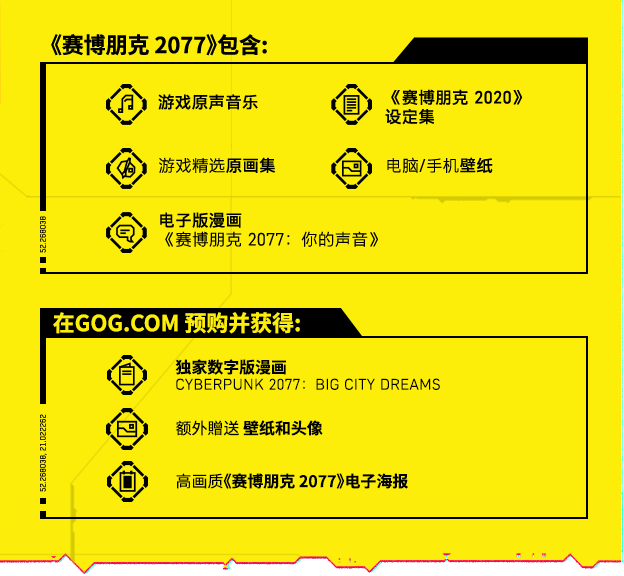 《赛博朋克 2077》包含:
游戏原声音乐
《赛博朋克 2020》
设定集
游戏精选原画集
电脑/手机壁纸
电子版漫画
《赛博朋克 2077：你的声音》
52.268038
在GOG.COM 预购并获得:
独家数字版漫画
CYBERPUNK 2077：BIG CITY DREAMS
额外赠送 壁纸和头像
高画质《赛博朋克 2077》电子海报
52.268038, 21.022262